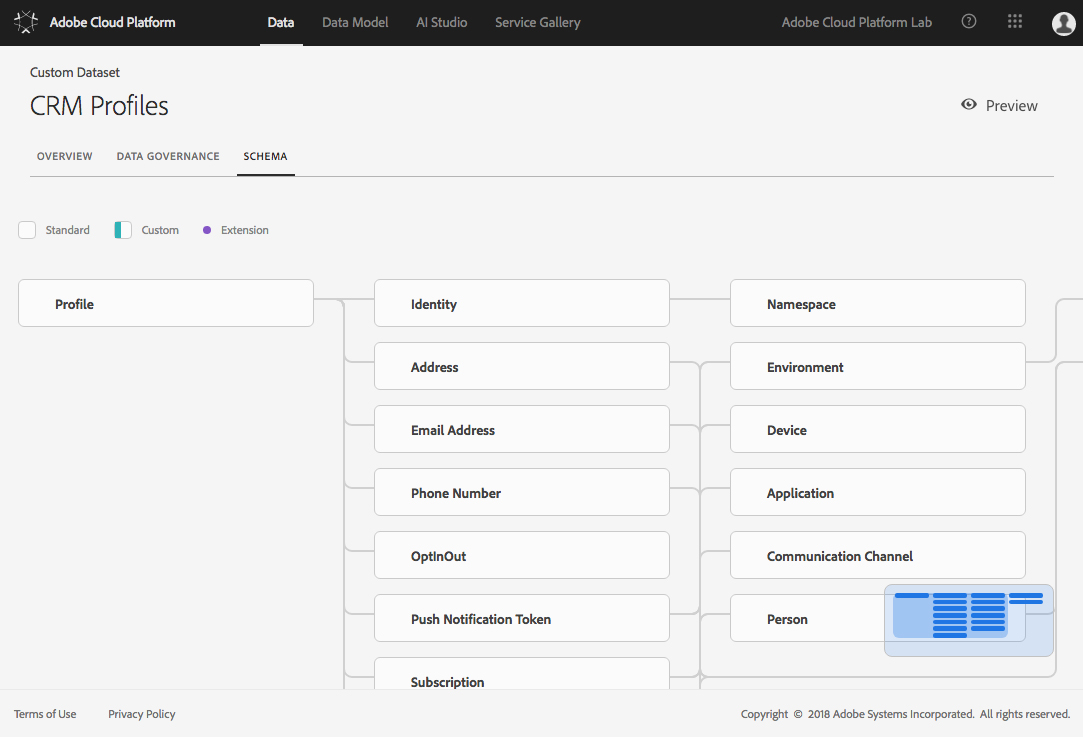 Adobe Cloud Platform Data Data Model AI Studio Service Gallery Adobe Cloud Platform Lab ?
Custom Dataset
CRM Profiles
Preview
OVERVIEW DATA GOVERNANCE SCHEMA
Standard Custom Extension
Profile Identity Namespace
Address Environment
Email Address Device
Phone Number Application
OptInOut Communication Channel
Push Notification Token Person
Subscription
Terms of Use Privacy Policy Copyright © 2018 Adobe Systems Incorporated. All rights reserved.